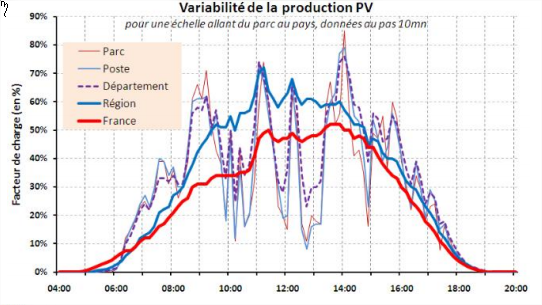 Variabilité de la production PV
pour une échelle allant du parc au pays, données au pas 10mn
90%
80%
70%
60%
50%
40%
30%
20%
10%
0%
Facteur de charge (en %)
Parc
Poste
Département
Région
France
04:00 06:00 08:00 10:00 12:00 14:00 16:00 18:00 20:00